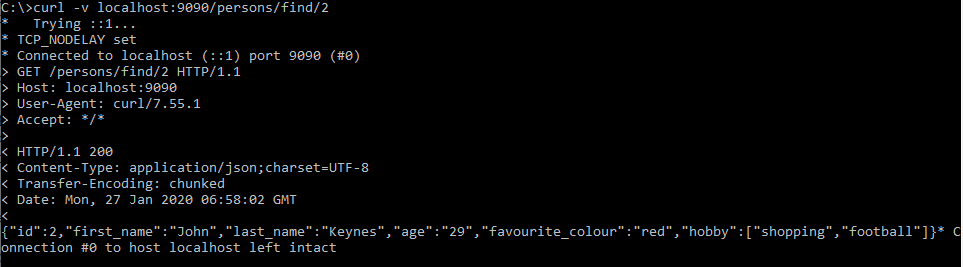 C:\>curl -v localhost:9090/persons/find/2
*   Trying ::1...
* TCP_NODELAY set
* Connected to localhost (::1) port 9090 (#0)
> GET /persons/find/2 HTTP/1.1
> Host: localhost:9090
> User-Agent: curl/7.55.1
> Accept: */*
>
< HTTP/1.1 200
< Content-Type: application/json;charset=UTF-8
< Transfer-Encoding: chunked
< Date: Mon, 27 Jan 2020 06:58:02 GMT
<
{"id":2,"first_name":"John","last_name":"Keynes","age":"29","favourite_colour":"red","hobby":["shopping","football"]}* C
onnection #0 to host localhost left intact